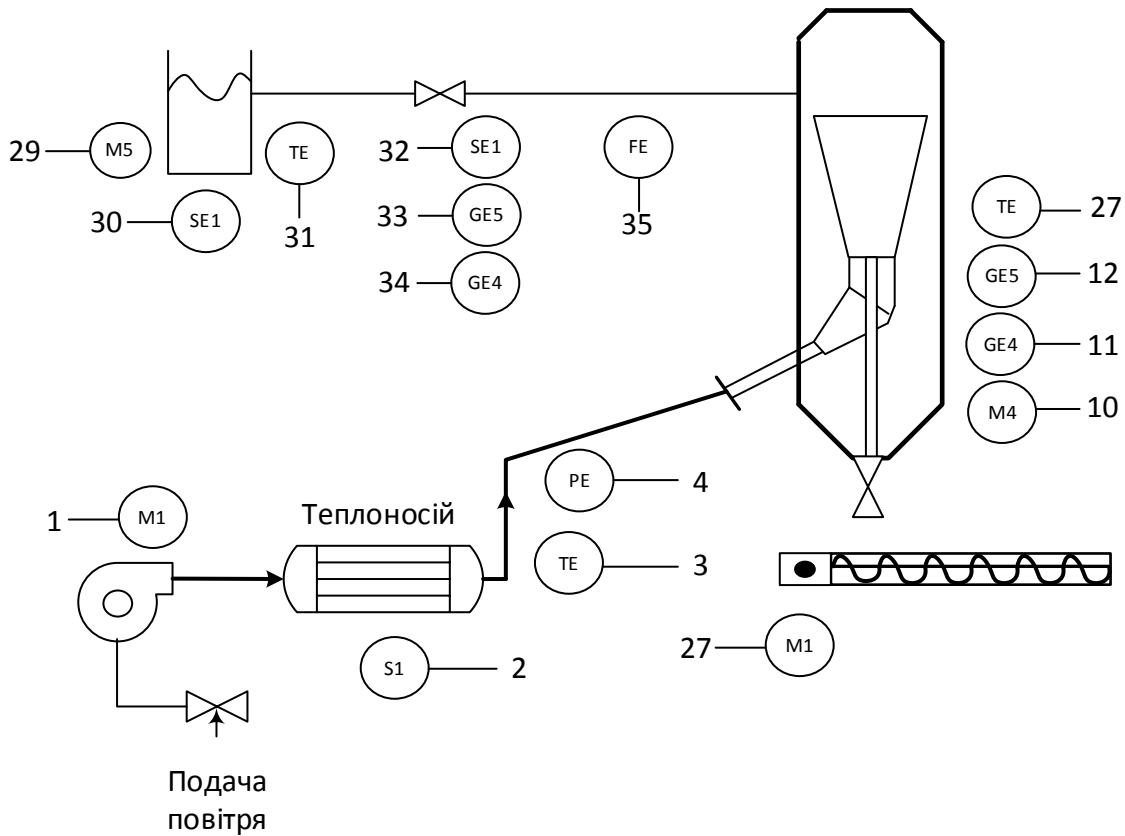 29 M5
30 SE1
TE
31
32 SE1
33 GE5
34 GE4
FE
35
TE 27
GE5 12
GE4 11
M4 10
1 M1
Теплоносій
PE 4
TE 3
S1 2
27 M1
Подача
повітря